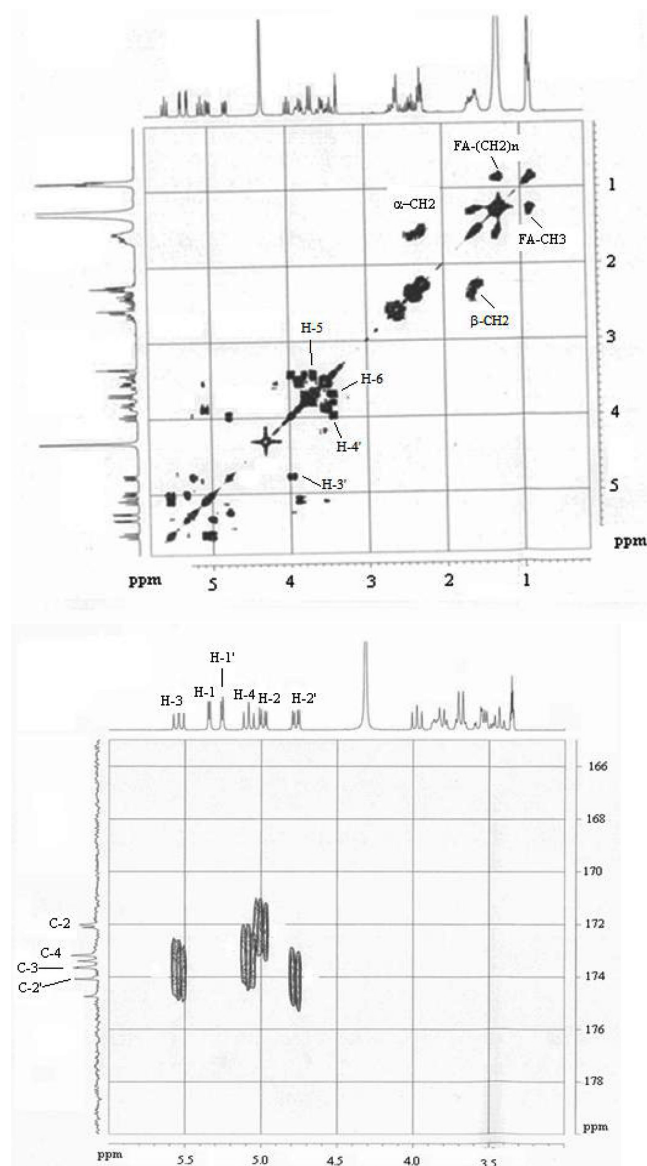 FA-(CH2)n
α-CH2
1
FA-CH3
2
β-CH2
3
H-5
H-6
4
H-4'
H-3'
5
ppm
ppm 5 4 3 2 1
H-1'
H-3 H-1 H-4 H-2 H-2'
166
168
170
C-2 172
C-4
C-3
C-2' 174
176
178
ppm
ppm 5.5 5.0 4.5 4.0 3.5